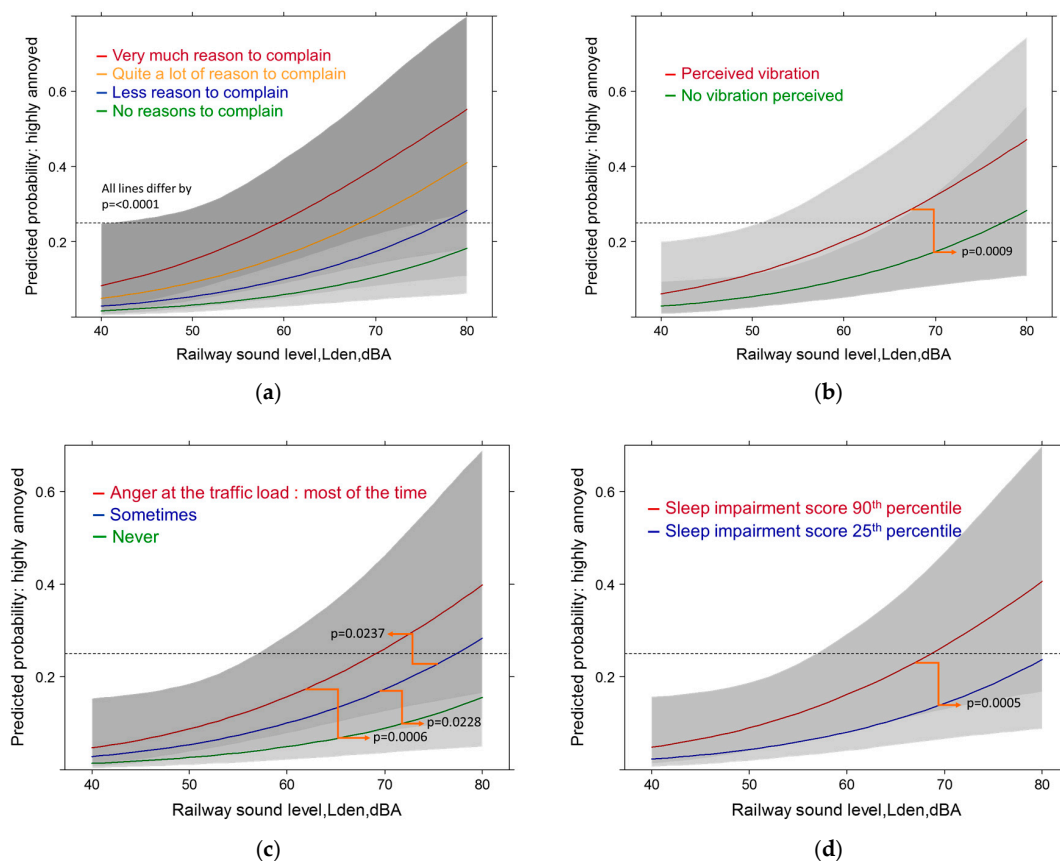 Predicted probability: highly annoyed
0.6
0.4
0.2
Very much reason to complain
Quite a lot of reason to complain
Less reason to complain
No reasons to complain
All lines differ by
p=<0.0001
40 50 60 70 80
Railway sound level,Lden,dBA
(a)
Predicted probability: highly annoyed
0.6
0.4
0.2
Perceived vibration
No vibration perceived
p=0.0009
40 50 60 70 80
Railway sound level,Lden,dBA
(b)
Predicted probability: highly annoyed
0.6
0.4
0.2
Anger at the traffic load : most of the time
Sometimes
Never
p=0.0237
p=0.0228
p=0.0006
40 50 60 70 80
Railway sound level,Lden,dBA
(c)
Predicted probability: highly annoyed
0.6
0.4
0.2
Sleep impairment score 90th percentile
Sleep impairment score 25th percentile
p=0.0005
40 50 60 70 80
Railway sound level,Lden,dBA
(d)